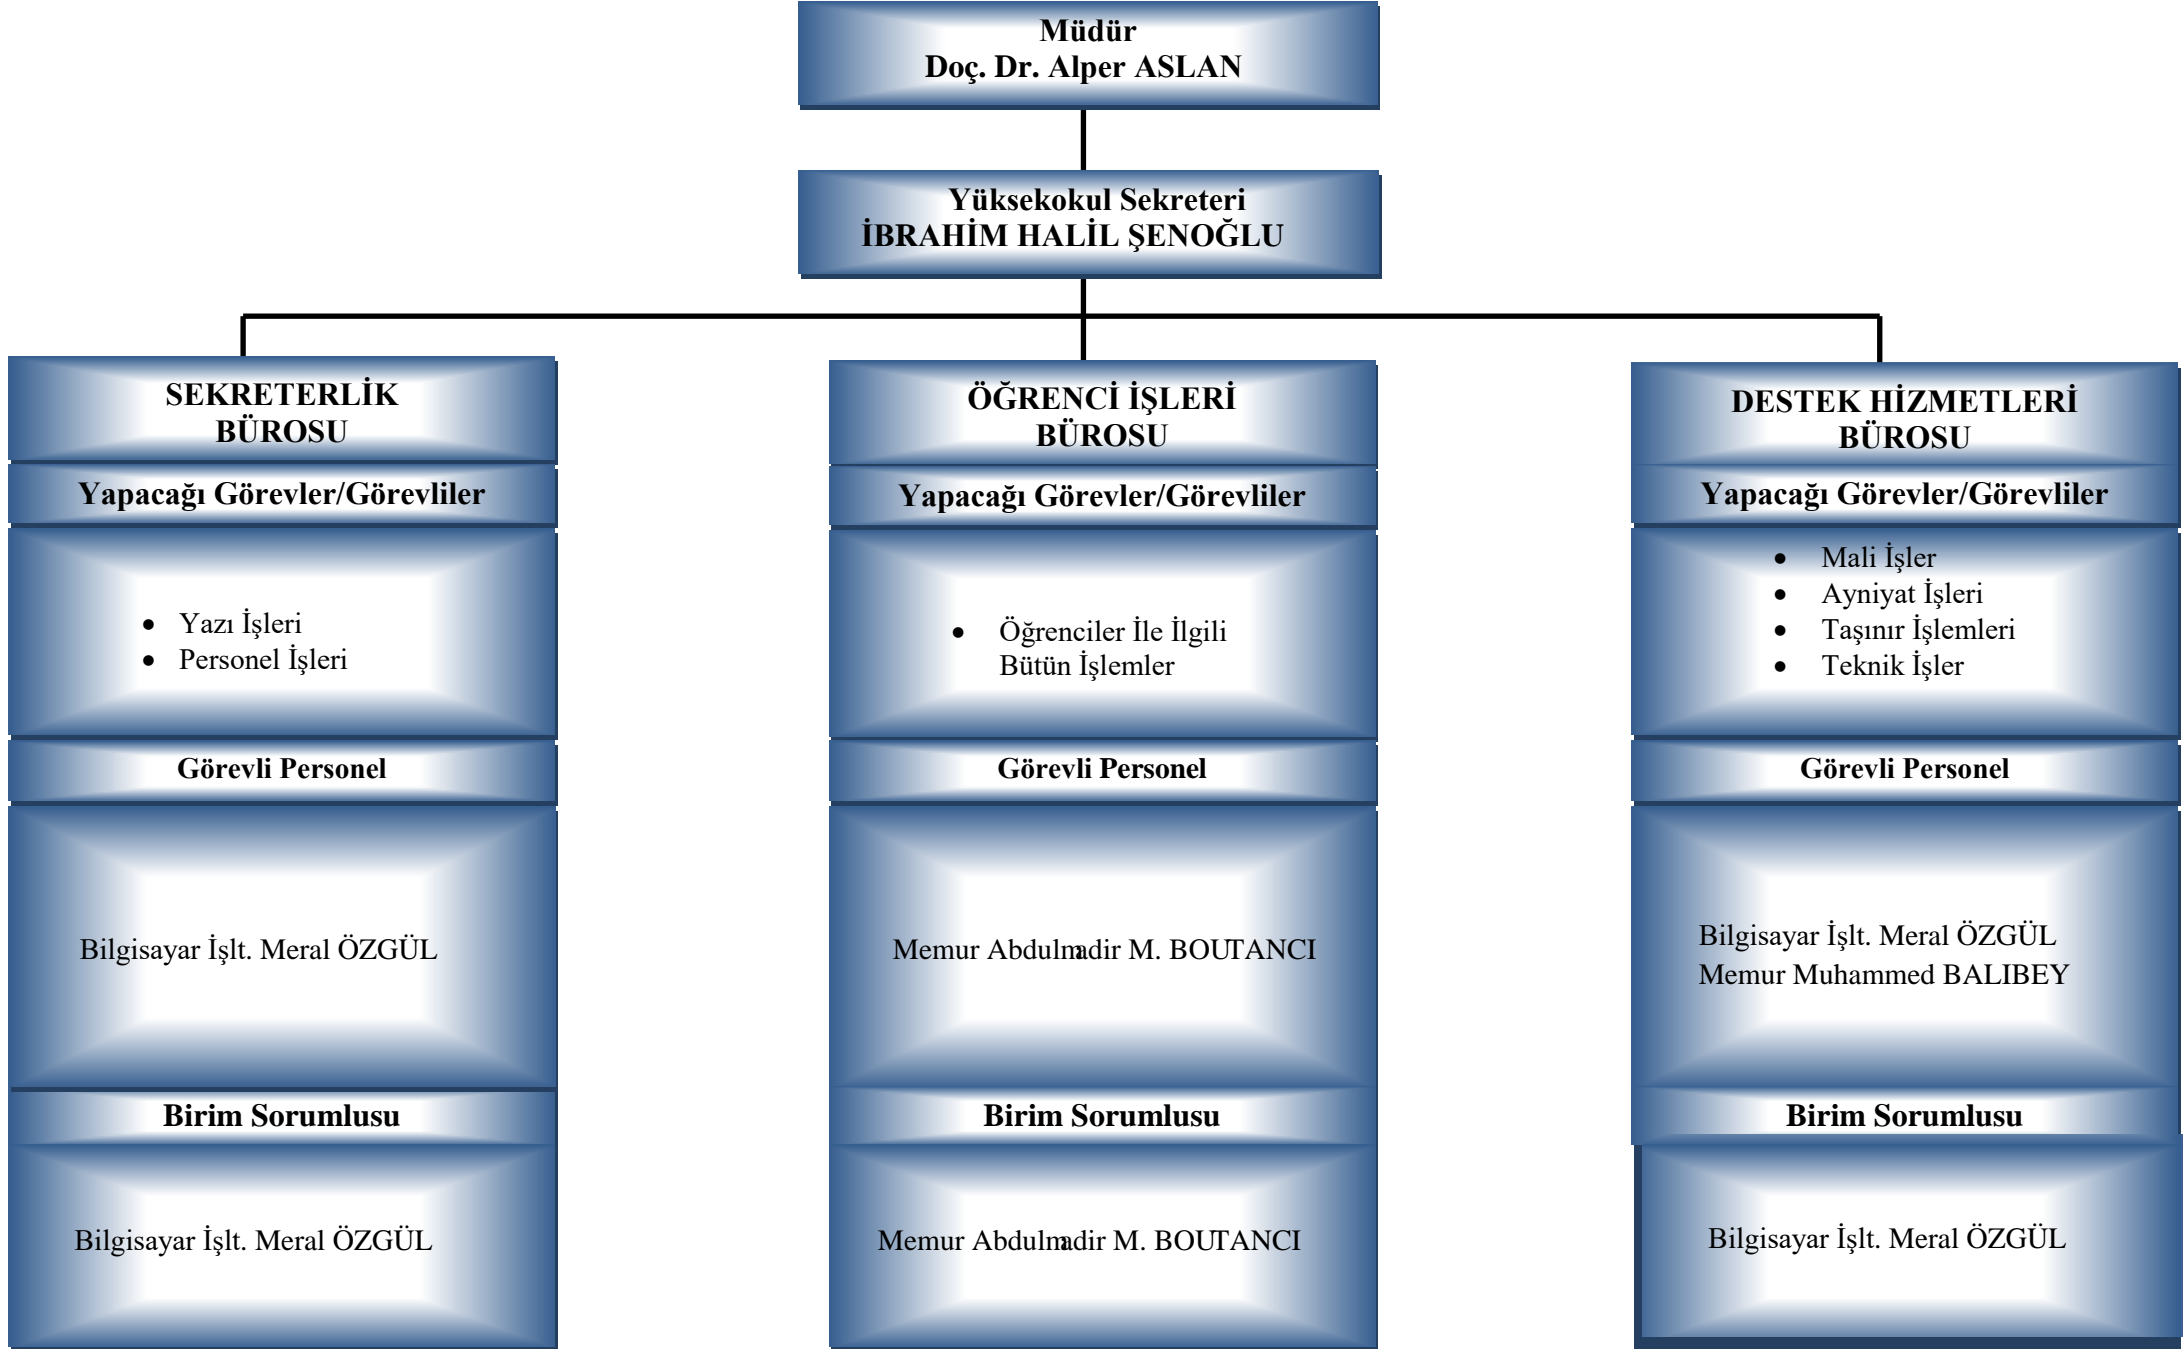 Müdür
Doç. Dr. Alper ASLAN
Yüksekokul Sekreteri
İBRAHİM HALİL ŞENOĞLU
SEKRETERLİK
BÜROSU
Yapacağı Görevler/Görevliler
• Yazı İşleri
• Personel İşleri
Görevli Personel
Bilgisayar İşlt. Meral ÖZGÜL
Birim Sorumlusu
Bilgisayar İşlt. Meral ÖZGÜL
ÖĞRENCİ İŞLERİ
BÜROSU
Yapacağı Görevler/Görevliler
• Öğrenciler İle İlgili
Bütün İşlemler
Görevli Personel
Memur M. BOUTANCI
Birim Sorumlusu
Memur M. BOUTANCI
DESTEK HİZMETLERİ
BÜROSU
Yapacağı Görevler/Görevliler
• Mali İşler
• Ayniyat İşleri
• Taşınır İşlemleri
• Teknik İşler
Görevli Personel
Bilgisayar İşlt. Meral ÖZGÜL
Memur Muhammed BALIBEY
Birim Sorumlusu
Bilgisayar İşlt. Meral ÖZGÜL